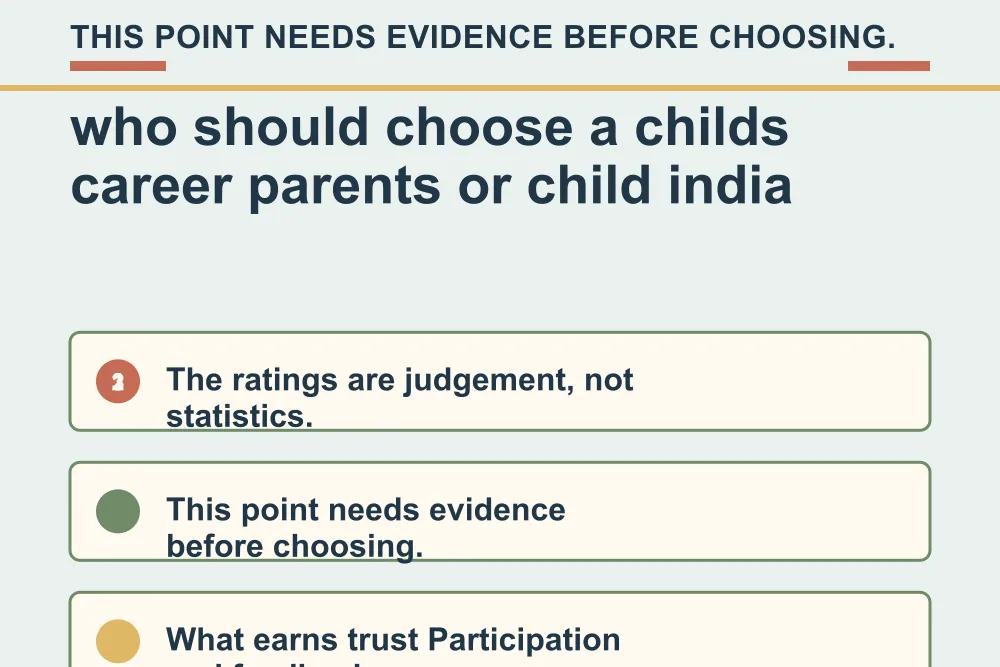 THIS POINT NEEDS EVIDENCE BEFORE CHOOSING.
who should choose a childs
career parents or child india
The ratings are judgement, not
statistics.
This point needs evidence
before choosing.
What earns trust Participation